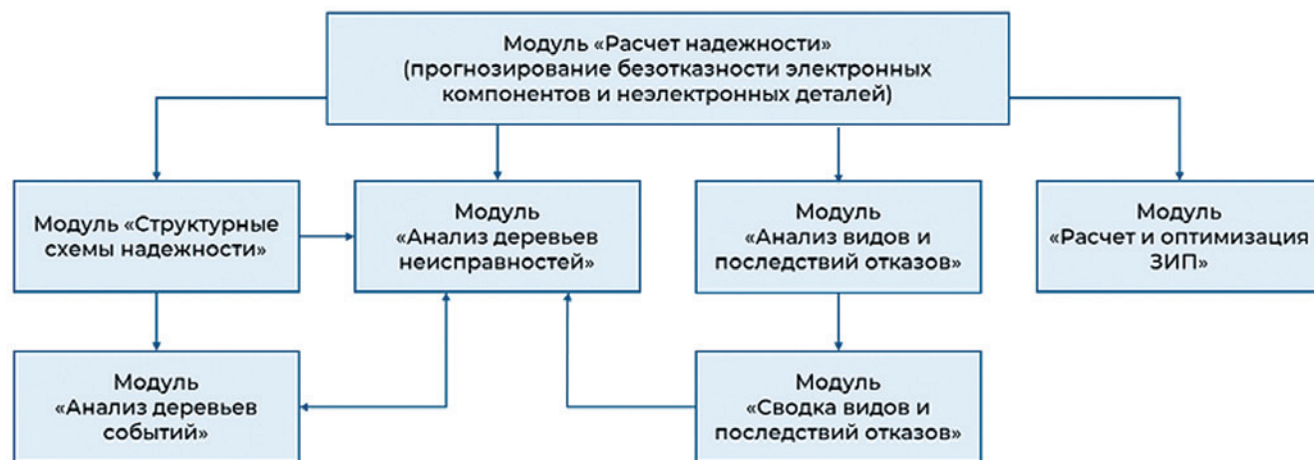 Модуль «Расчет надежности»
(прогнозирование безотказности электронных
компонентов и неэлектронных деталей)
Модуль «Структурные
схемы надежности»
Модуль
«Анализ деревьев
неисправностей»
Модуль
«Анализ видов и
последствий отказов»
Модуль
«Расчет и оптимизация
ЗИП»
Модуль
«Анализ деревьев
событий»
Модуль
«Сводка видов и
последствий отказов»